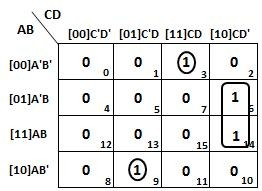 CD
AB
[00]C'D' [01]C'D [11]CD [10]CD'
[00]A'B' 0 0 0 1 1 3 0 2
[01]A'B 0 4 0 5 0 7 1 6
[11]AB 0 12 0 13 0 15 1 14
[10]AB' 0 8 1 9 0 11 0 10